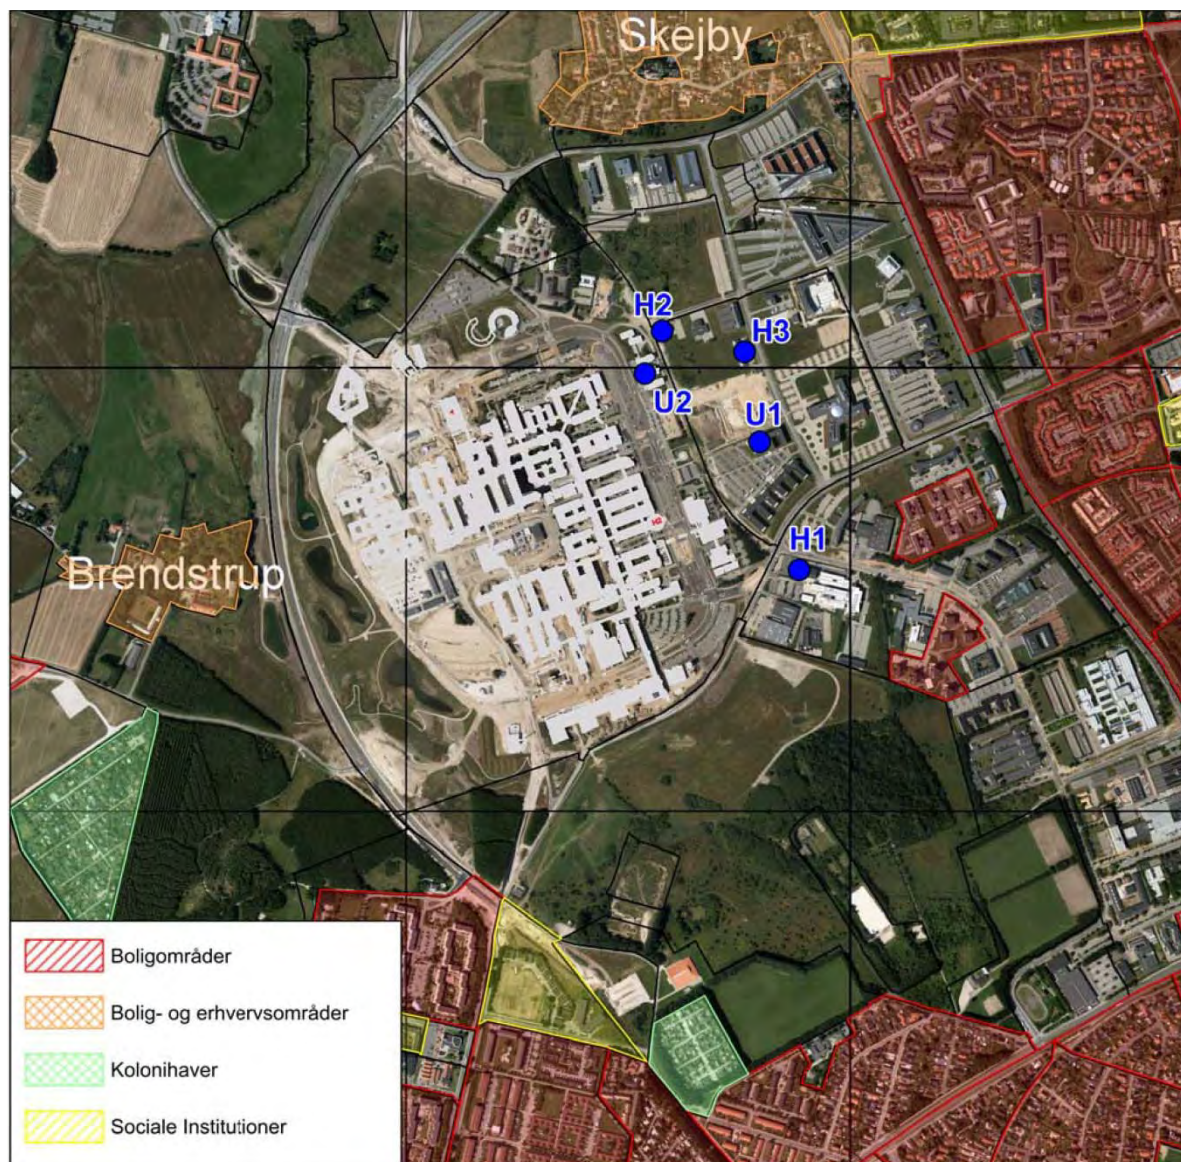 Skejby
H2
H3
U2
U1
H1
Brendstrup
Boligområder
Bolig- og erhvervsområder
Kolonihaver
Sociale Institutioner